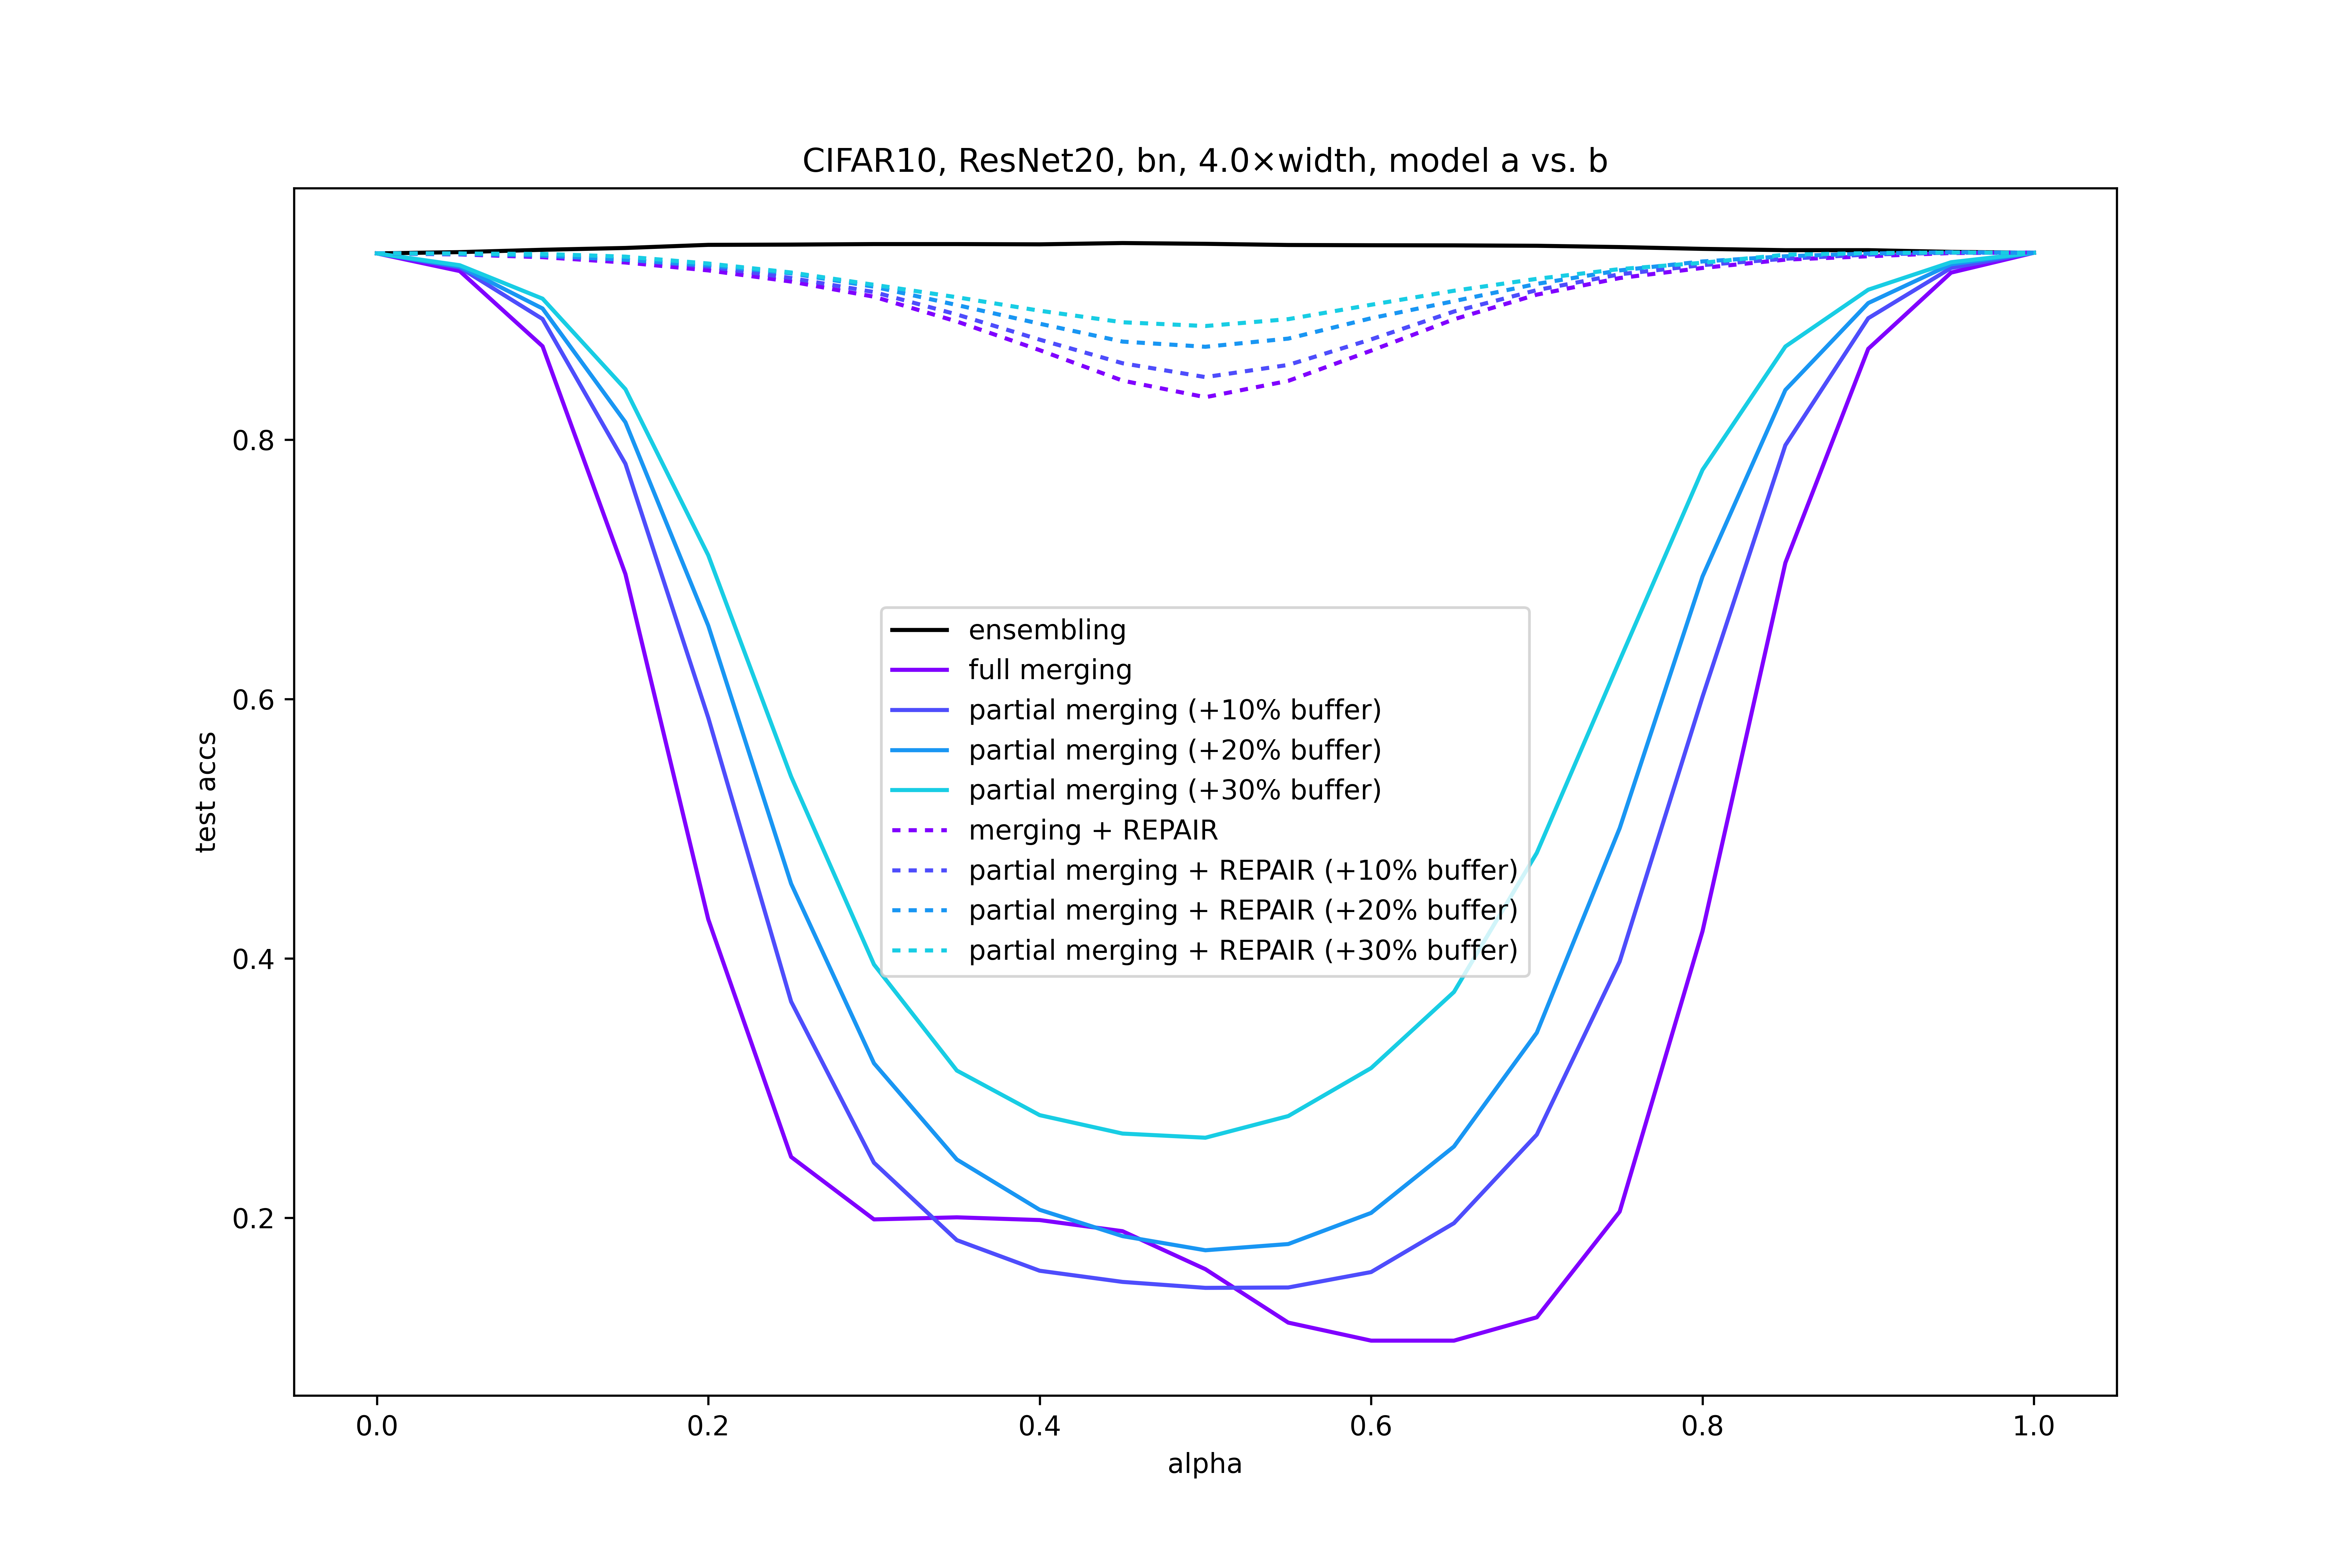 CIFAR10, ResNet20, bn, 4.0×width, model a vs. b
test accs
0.8
0.6
0.4
0.2
ensembling
full merging
partial merging (+10% buffer)
partial merging (+20% buffer)
partial merging (+30% buffer)
merging + REPAIR
partial merging + REPAIR (+10% buffer)
partial merging + REPAIR (+20% buffer)
partial merging + REPAIR (+30% buffer)
0.0 0.2 0.4 0.6 0.8 1.0
alpha